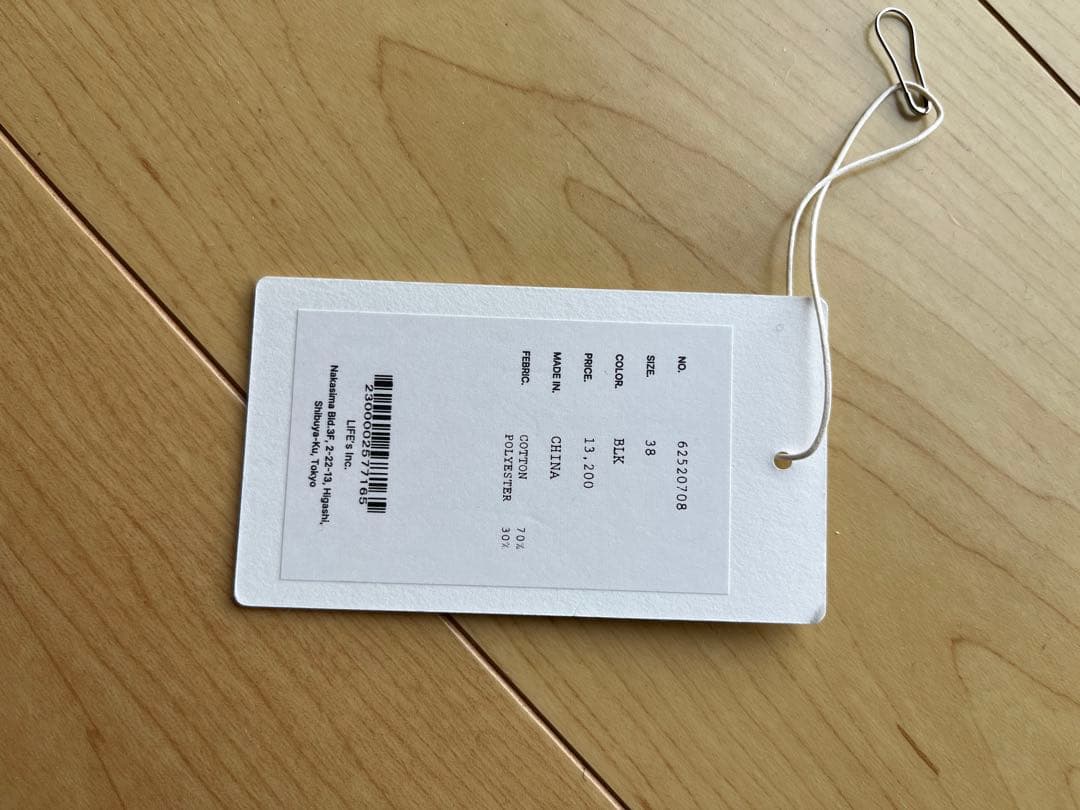 NO. 62520708
SIZE. 38
COLOR. BLK
PRICE. 13,200
MADE IN. CHINA
FEBRIC. COTTON 70%
POLYESTER 30%
2300002577165
LIFE's Inc.
Nakasima Bld.3F, 2-22-13, Higashi,
Shibuya-Ku, Tokyo